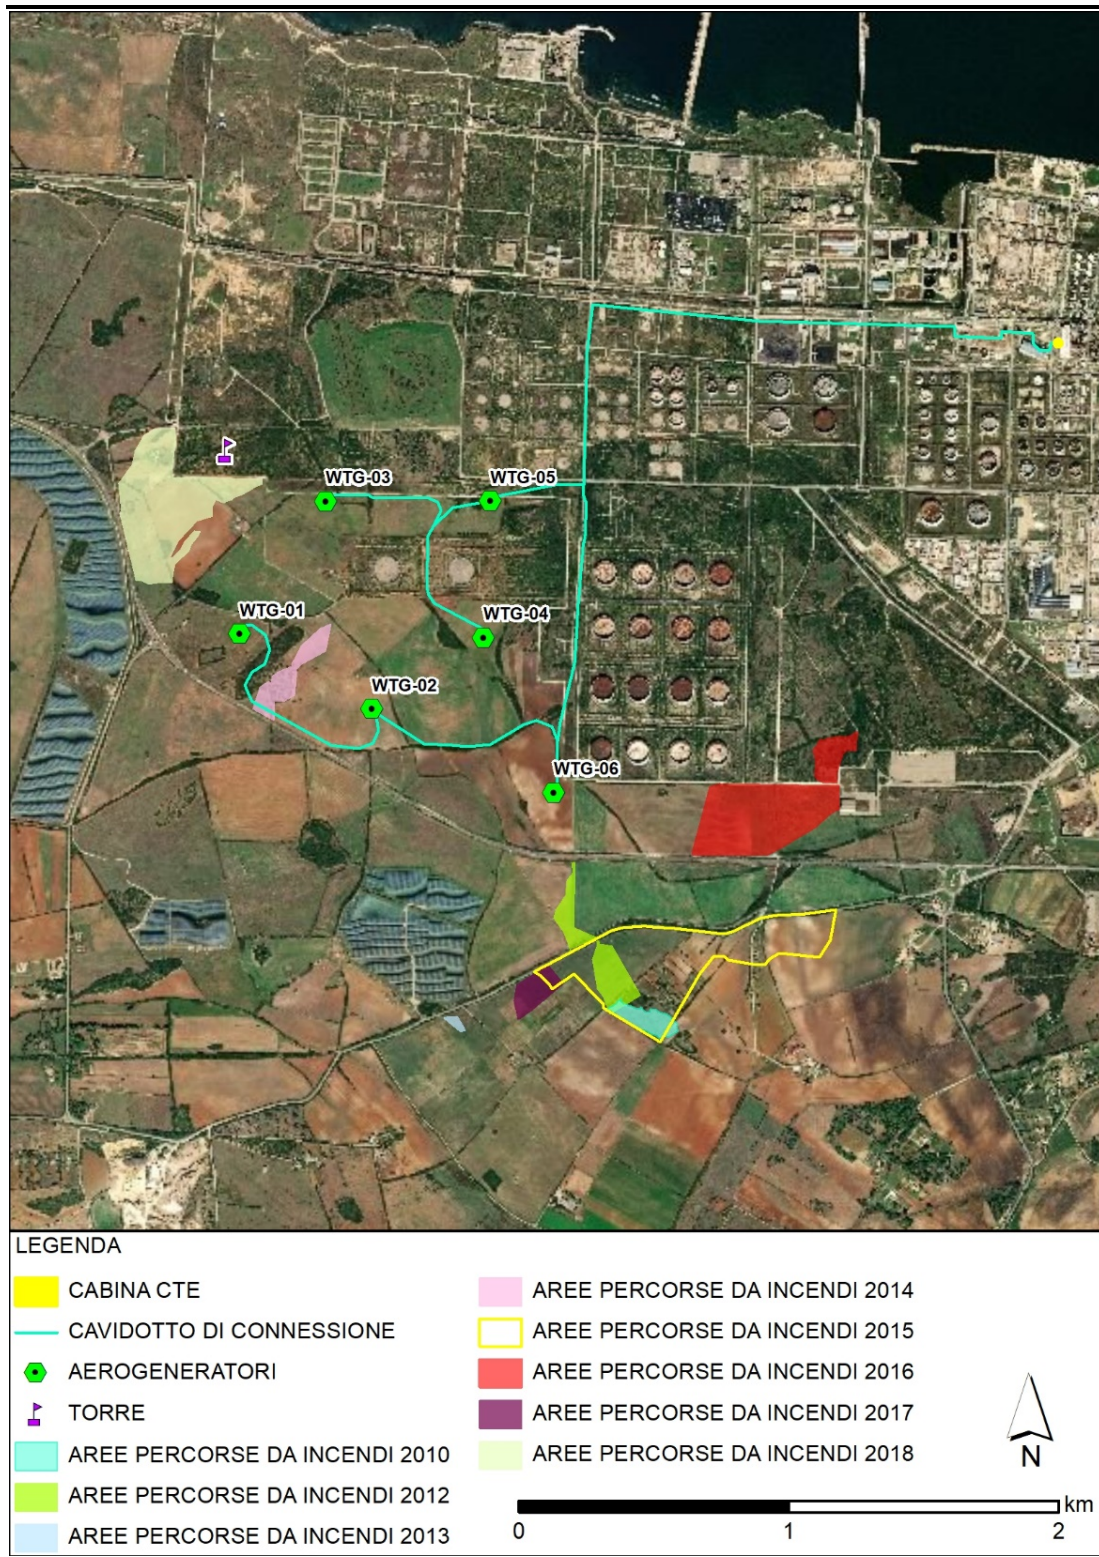 WTG-03
WTG-05
WTG-01
WTG-04
WTG-02
WTG-06
LEGENDA
CABINA CTE
CAVIDOTTO DI CONNESSIONE
AEROGENERATORI
TORRE
AREE PERCORSE DA INCENDI 2010
AREE PERCORSE DA INCENDI 2012
AREE PERCORSE DA INCENDI 2013
AREE PERCORSE DA INCENDI 2014
AREE PERCORSE DA INCENDI 2015
AREE PERCORSE DA INCENDI 2016
AREE PERCORSE DA INCENDI 2017
AREE PERCORSE DA INCENDI 2018
N
km
0 1 2